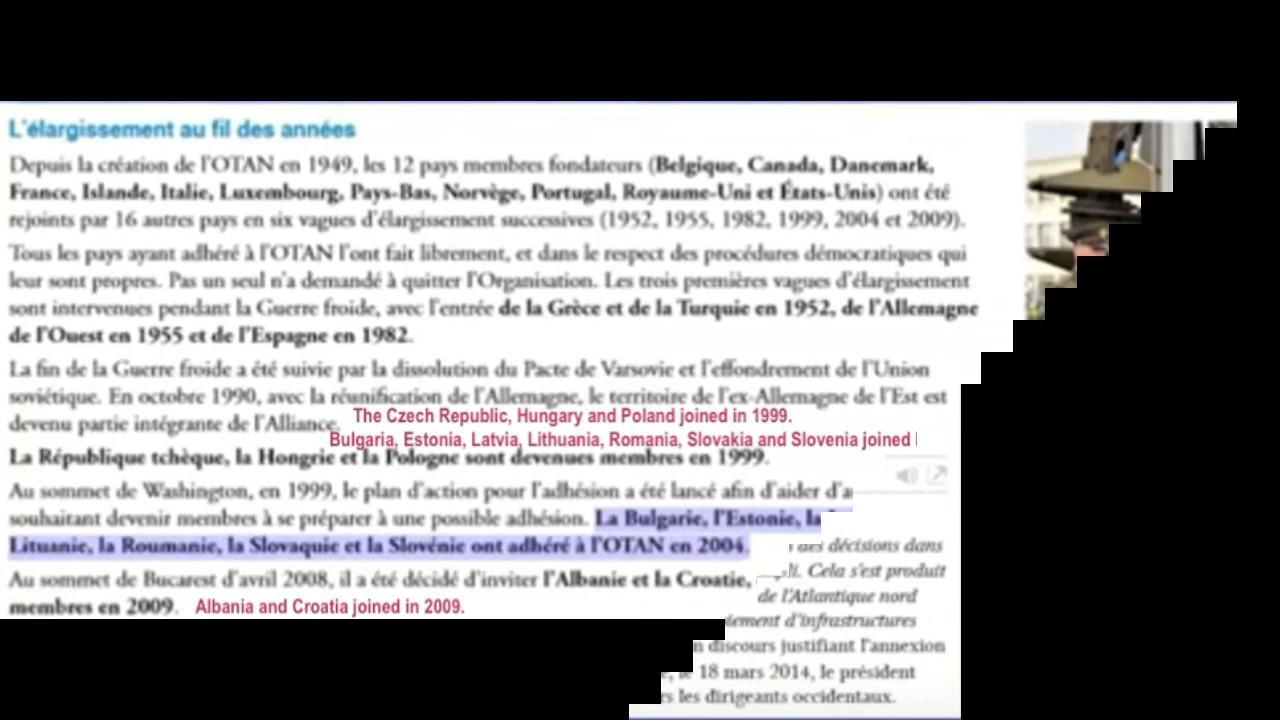 L'élargissement au fil des années
Depuis la création de l'OTAN en 1949, les 12 pays membres fondateurs (Belgique, Canada, Danemark,
France, Islande, Italie, Luxembourg, Pays-Bas, Norvège, Portugal, Royaume-Uni et États-Unis) ont été
rejoints par 16 autres pays en six vagues d'élargissement successives (1952, 1955, 1982, 1999, 2004 et 2009).
Tous les pays ayant adhéré à l'OTAN l'ont fait librement, et dans le respect des procédures démocratiques qui
leur sont propres. Pas un seul n'a demandé à quitter l'Organisation. Les trois premières vagues d'élargissement
sont intervenues pendant la Guerre froide, avec l'entrée de la Grèce et de la Turquie en 1952, de l'Allemagne
de l'Ouest en 1955 et de l'Espagne en 1982.
La fin de la Guerre froide a été suivie par la dissolution du Pacte de Varsovie et l'effondrement de l'Union
soviétique. En octobre 1990, avec la réunification de l'Allemagne, le territoire de l'ex-Allemagne de l'Est est
devenu partie intégrante de l'Alliance.
The Czech Republic, Hungary and Poland joined in 1999.
Bulgaria, Estonia, Latvia, Lithuania, Romania, Slovakia and Slovenia joined
La République tchèque, la Hongrie et la Pologne sont devenues membres en 1999.
Au sommet de Washington, en 1999, le plan d'action pour l'adhésion a été lancé afin d'aider
souhaitant devenir membres à se préparer à une possible adhésion. La Bulgarie, l'Estonie, la
Lituanie, la Roumanie, la Slovaquie et la Slovénie ont adhéré à l'OTAN en 2004.
des décisions dans
Au sommet de Bucarest d'avril 2008, il a été décidé d'inviter l'Albanie et la Croatie,
Cela s'est produit
de l'Atlantique nord
membres en 2009. Albania and Croatia joined in 2009.
d'infrastructures
discours justifiant l'annexion
18 mars 2014, le président
les dirigeants occidentaux.